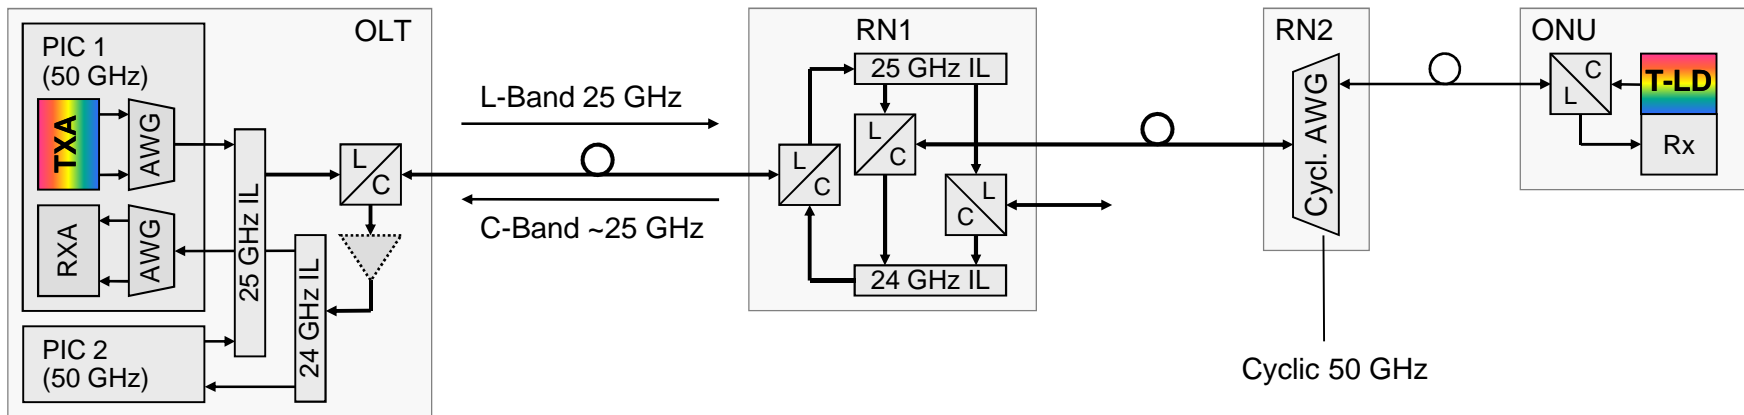 OLT
PIC 1
(50 GHz)
TXA
AWG
RXA
AWG
25 GHz IL
24 GHz IL
L
C
PIC 2
(50 GHz)
L-Band 25 GHz
C-Band ~25 GHz
RN1
25 GHz IL
L
C
L
C
L
C
24 GHz IL
RN2
Cycl. AWG
Cyclic 50 GHz
ONU
C
L
T-LD
Rx